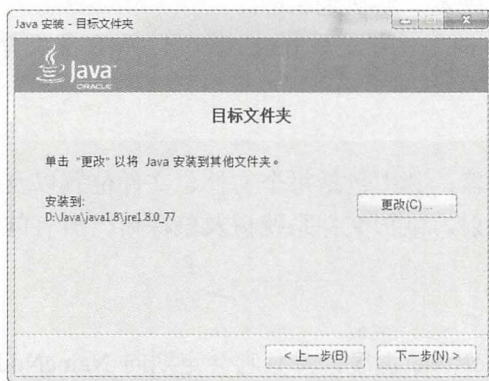 Java 安装 - 目标文件夹
Java
ORACLE
目标文件夹
单击 "更改" 以将 Java 安装到其他文件夹。
安装到:
D:\Java\java1.8\jre1.8.0_77
更改(C)...
< 上一步(B)
下一步(N) >